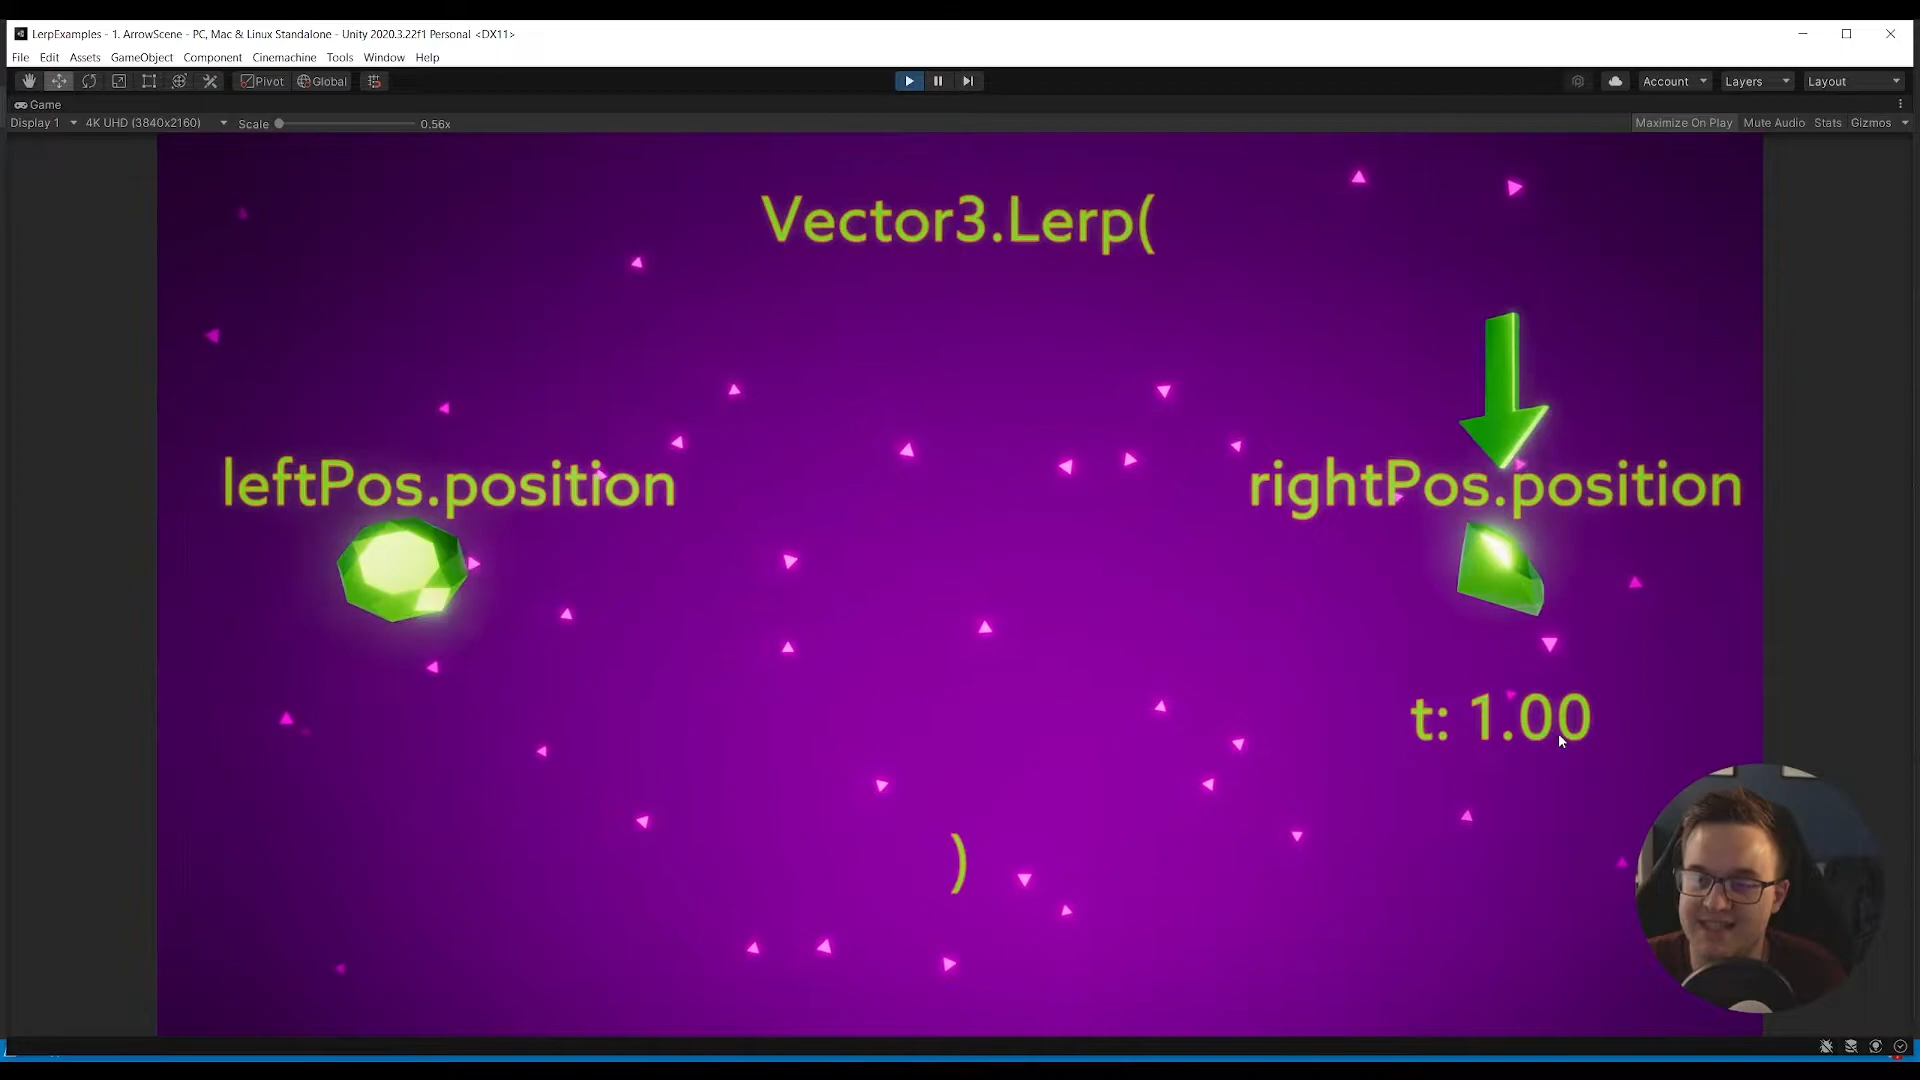 LerpExamples - 1. ArrowScene - PC, Mac & Linux Standalone - Unity 2020.3.22f1 Personal <DX11>
File Edit Assets GameObject Component Cinemachine Tools Window Help
Pivot Global Account Layers Layout
Game
Display 1 4K UHD (3840x2160) Scale 0.56x Maximize On Play Mute Audio Stats Gizmos
Vector3.Lerp(
leftPos.position rightPos.position
t: 1.00
)